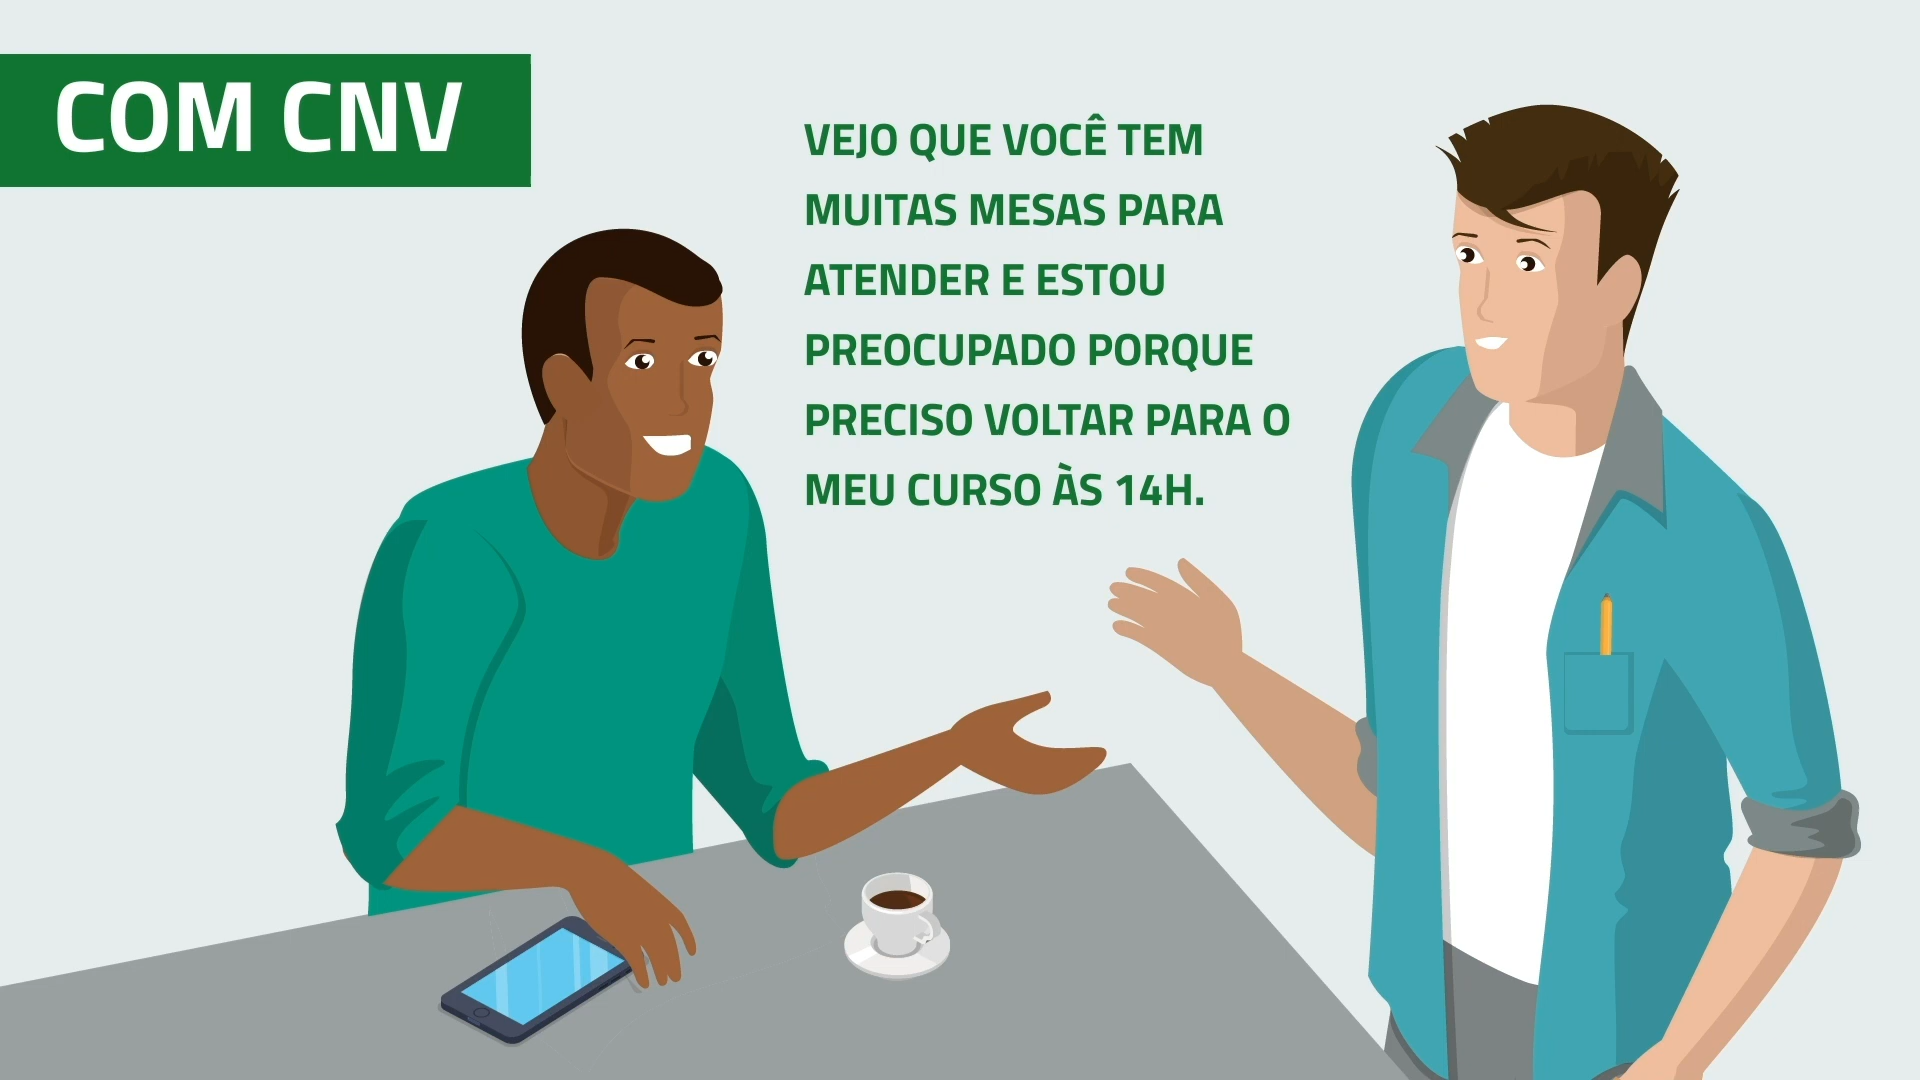 COM CNV
VEJO QUE VOCÊ TEM
MUITAS MESAS PARA
ATENDER E ESTOU
PREOCUPADO PORQUE
PRECISO VOLTAR PARA O
MEU CURSO ÀS 14H.